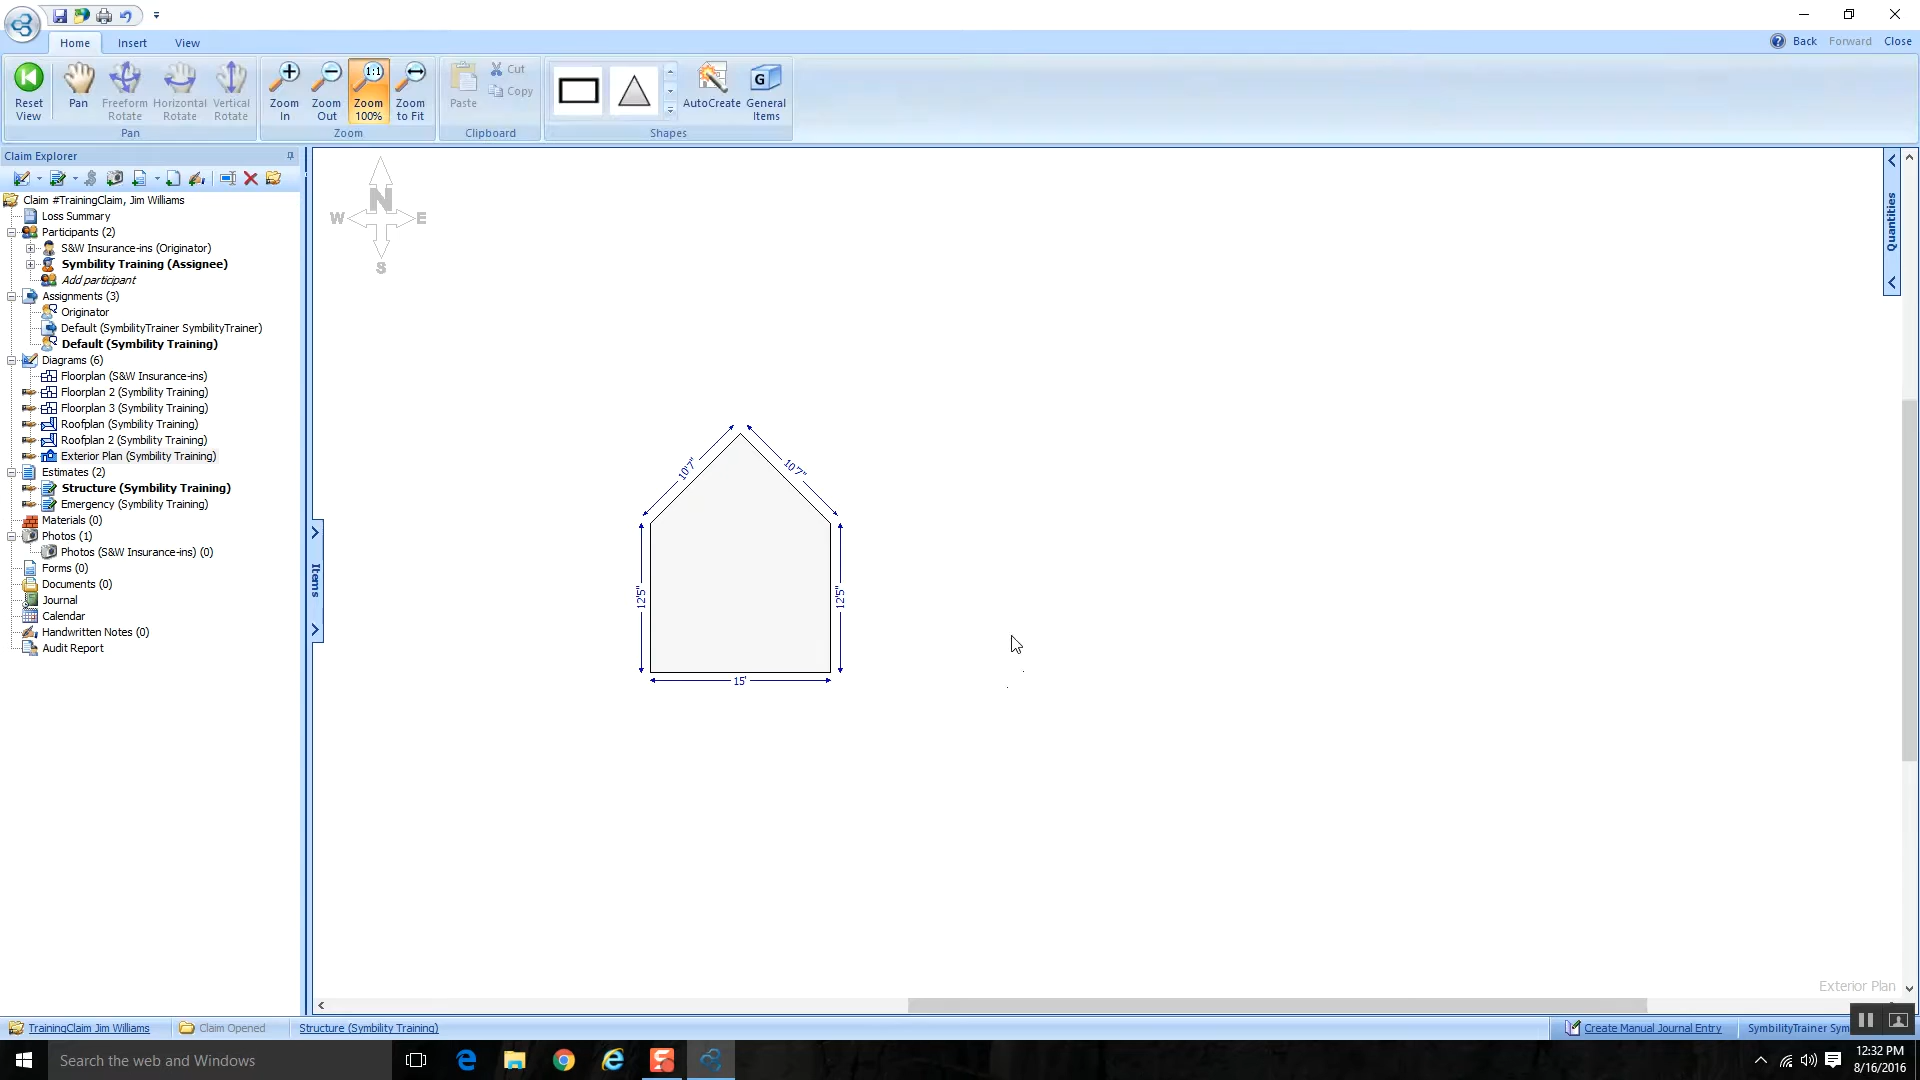 Home
Insert
View
Back
Forward
Close
Reset View
Pan
Freeform Rotate
Horizontal Rotate
Vertical Rotate
Pan
Zoom In
Zoom Out
1:1
Zoom 100%
Zoom to Fit
Zoom
Paste
Cut
Copy
Clipboard
AutoCreate
G
General Items
Shapes
Claim Explorer
Claim #TrainingClaim, Jim Williams
Loss Summary
Participants (2)
S&W Insurance-ins (Originator)
Symbility Training (Assignee)
Add participant
Assignments (3)
Originator
Default (SymbilityTrainer SymbilityTrainer)
Default (Symbility Training)
Diagrams (6)
Floorplan (S&W Insurance-ins)
Floorplan 2 (Symbility Training)
Floorplan 3 (Symbility Training)
Roofplan (Symbility Training)
Roofplan 2 (Symbility Training)
Exterior Plan (Symbility Training)
Estimates (2)
Structure (Symbility Training)
Emergency (Symbility Training)
Materials (0)
Photos (1)
Photos (S&W Insurance-ins) (0)
Forms (0)
Documents (0)
Journal
Calendar
Handwritten Notes (0)
Audit Report
N
W
E
S
Items
Quantities
10'7"
10'7"
12'5"
12'5"
15'
Exterior Plan
TrainingClaim Jim Williams
Claim Opened
Structure (Symbility Training)
Create Manual Journal Entry
SymbilityTrainer Sym
Search the web and Windows
12:32 PM
8/16/2016